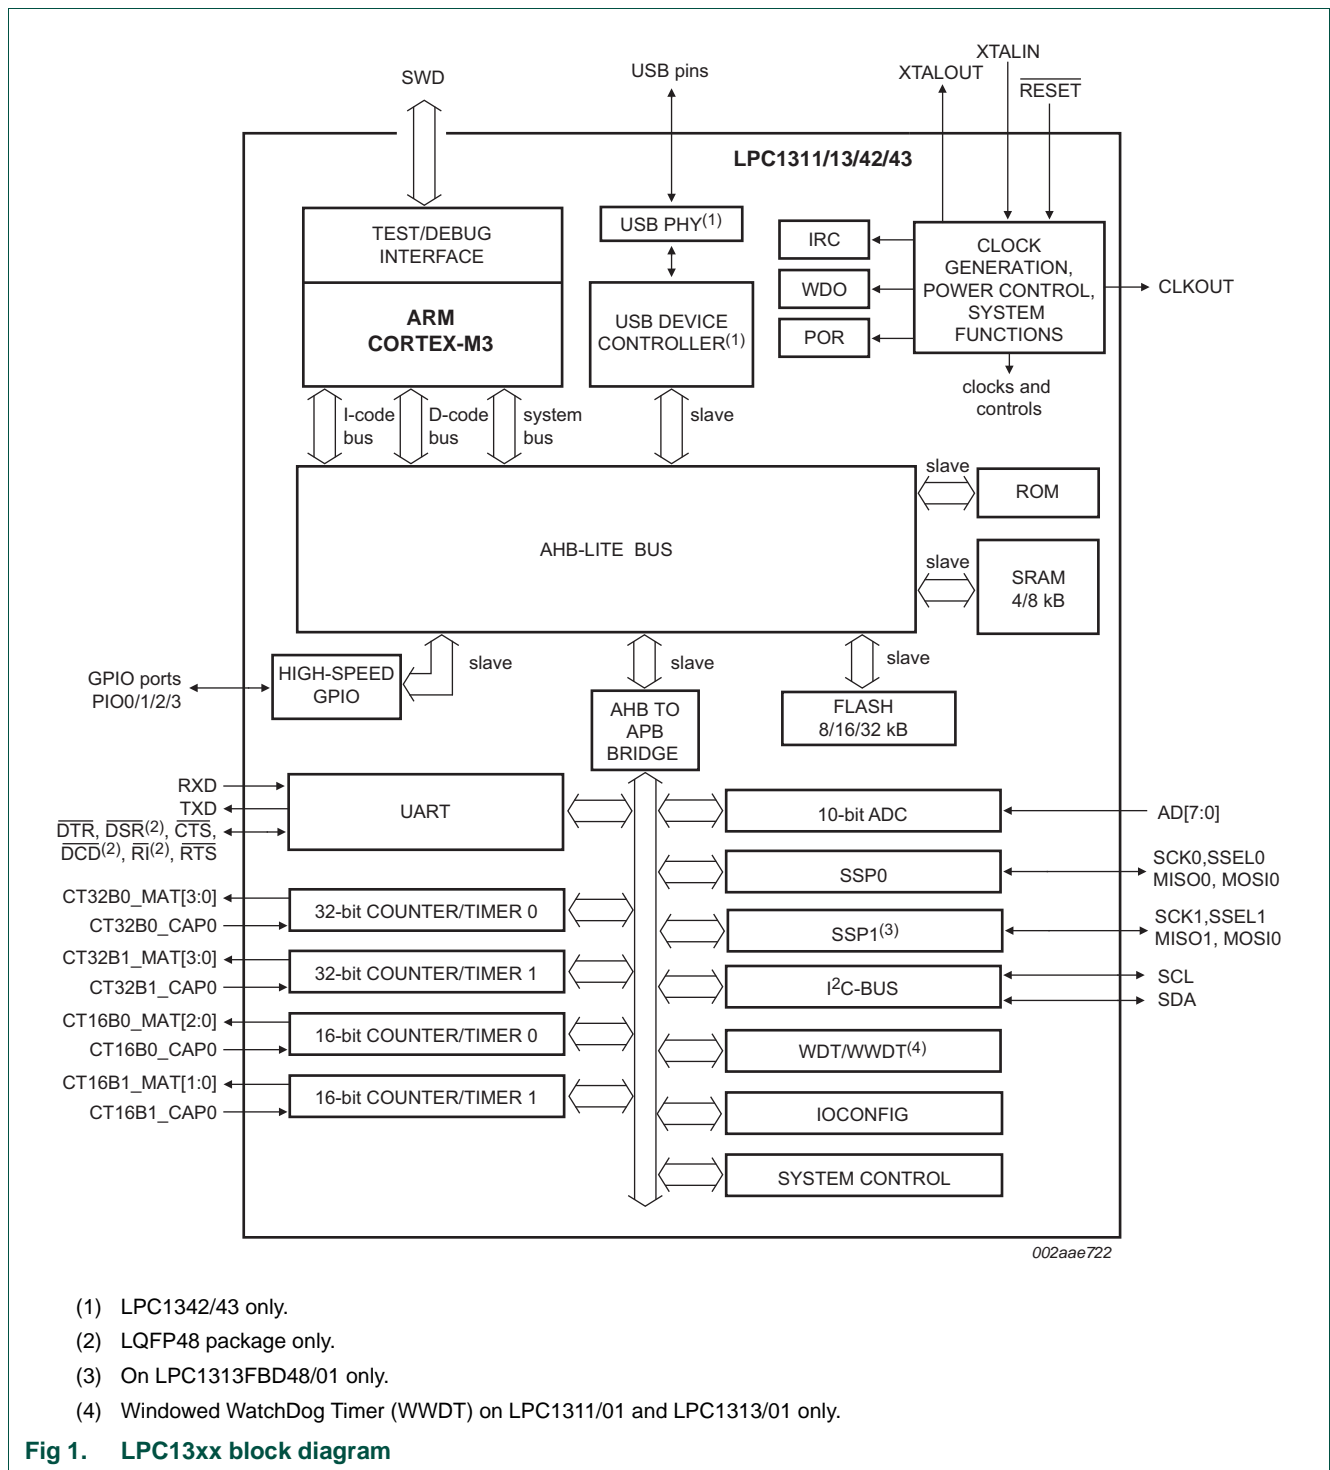 SWD
USB pins
XTALOUT
XTALIN
RESET
LPC1311/13/42/43
TEST/DEBUG
INTERFACE
ARM
CORTEX-M3
USB PHY(1)
USB DEVICE
CONTROLLER(1)
IRC
WDO
POR
CLOCK
GENERATION,
POWER CONTROL,
SYSTEM
FUNCTIONS
CLKOUT
clocks and
controls
I-code
bus
D-code
bus
system
bus
slave
AHB-LITE BUS
slave
ROM
slave
SRAM
4/8 kB
GPIO ports
PIO0/1/2/3
HIGH-SPEED
GPIO
slave
slave
slave
AHB TO
APB
BRIDGE
FLASH
8/16/32 kB
RXD
TXD
DTR, DSR(2), CTS,
DCD(2), RI(2), RTS
UART
CT32B0_MAT[3:0]
CT32B0_CAP0
32-bit COUNTER/TIMER 0
CT32B1_MAT[3:0]
CT32B1_CAP0
32-bit COUNTER/TIMER 1
CT16B0_MAT[2:0]
CT16B0_CAP0
16-bit COUNTER/TIMER 0
CT16B1_MAT[1:0]
CT16B1_CAP0
16-bit COUNTER/TIMER 1
10-bit ADC
AD[7:0]
SSP0
SCK0,SSEL0
MISO0, MOSI0
SSP1(3)
SCK1,SSEL1
MISO1, MOSI0
I2C-BUS
SCL
SDA
WDT/WWDT(4)
IOCONFIG
SYSTEM CONTROL
002aae722
(1) LPC1342/43 only.
(2) LQFP48 package only.
(3) On LPC1313FBD48/01 only.
(4) Windowed WatchDog Timer (WWDT) on LPC1311/01 and LPC1313/01 only.
Fig 1. LPC13xx block diagram